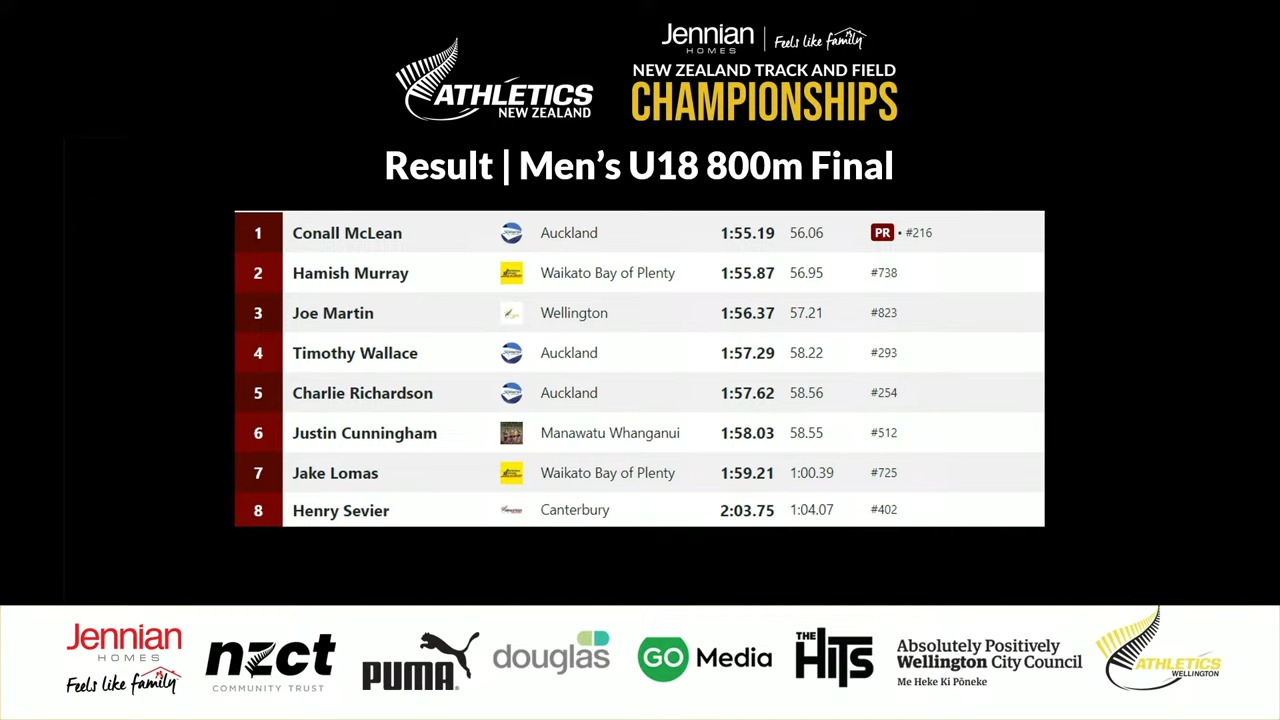 Jennian
HOMES
Feels like family
ATHLETICS
NEW ZEALAND
NEW ZEALAND TRACK AND FIELD
CHAMPIONSHIPS
Result | Men's U18 800m Final
1 Conall McLean Auckland 1:55.19 56.06 PR • #216
2 Hamish Murray Waikato Bay of Plenty 1:55.87 56.95 #738
3 Joe Martin Wellington 1:56.37 57.21 #823
4 Timothy Wallace Auckland 1:57.29 58.22 #293
5 Charlie Richardson Auckland 1:57.62 58.56 #254
6 Justin Cunningham Manawatu Whanganui 1:58.03 58.55 #512
7 Jake Lomas Waikato Bay of Plenty 1:59.21 1:00.39 #725
8 Henry Sevier Canterbury 2:03.75 1:04.07 #402
Jennian
HOMES
Feels like family
nzct
COMMUNITY TRUST
PUMA
douglas
GO Media
THE HITS
Absolutely Positively
Wellington City Council
Me Heke Ki Pōneke
ATHLETICS
WELLINGTON